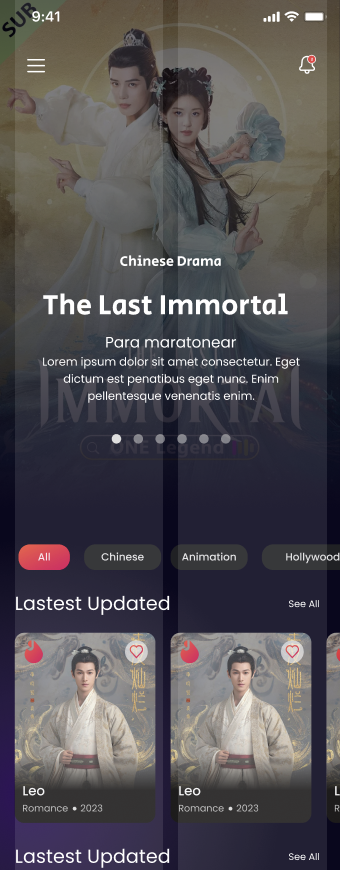 SUB
9:41
Chinese Drama
The Last Immortal
Para maratonear
Lorem ipsum dolor sit amet consectetur. Eget
dictum est penatibus eget nunc. Enim
pellentesque venenatis enim.
IMMORTAL
ONE Legend
All
Chinese
Animation
Hollywood
Lastest Updated
See All
Leo
Romance • 2023
Leo
Romance • 2023
Lastest Updated
See All